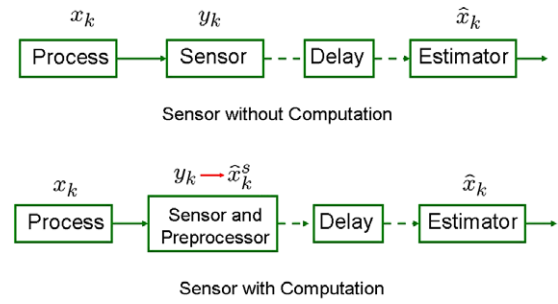 x_k y_k x̂_k
Process Sensor Delay Estimator
Sensor without Computation
y_k → x̂_k^s
x_k x̂_k
Process Sensor and Preprocessor Delay Estimator
Sensor with Computation